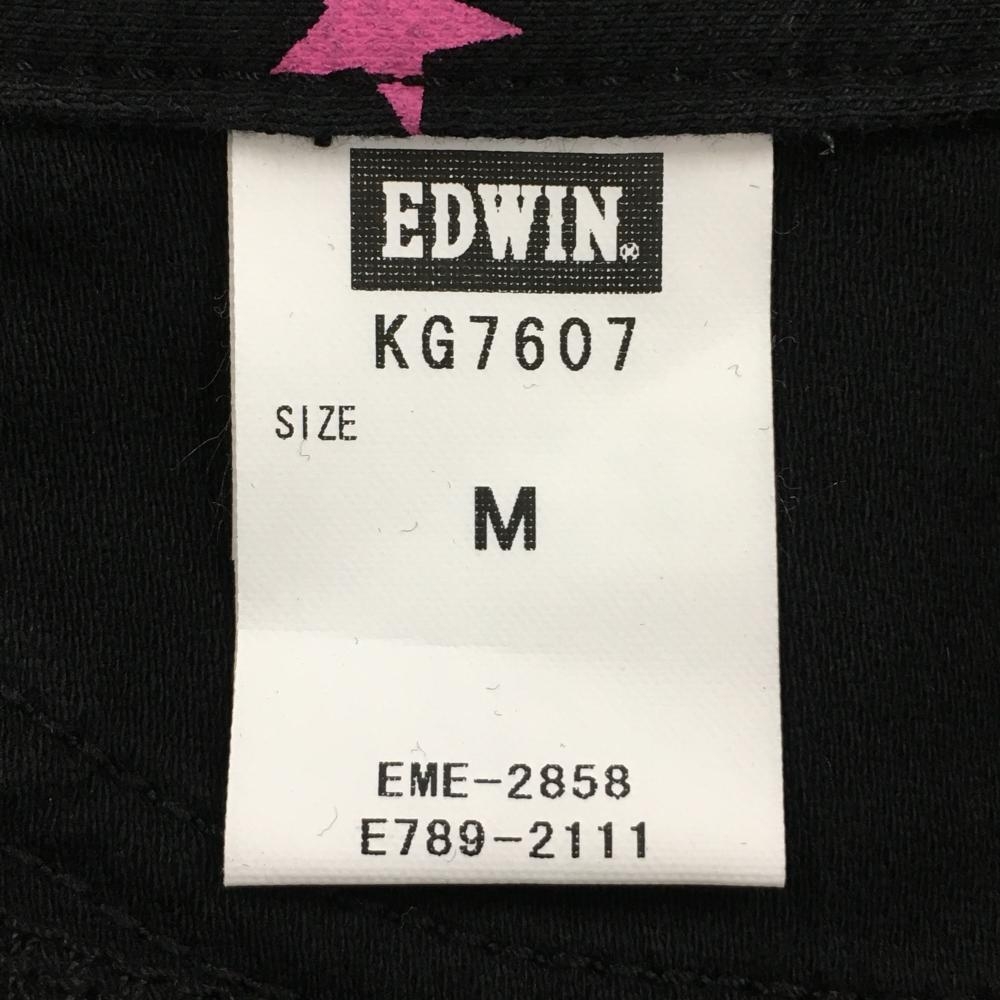 EDWIN
KG7607
SIZE
M
EME-2858
E789-2111